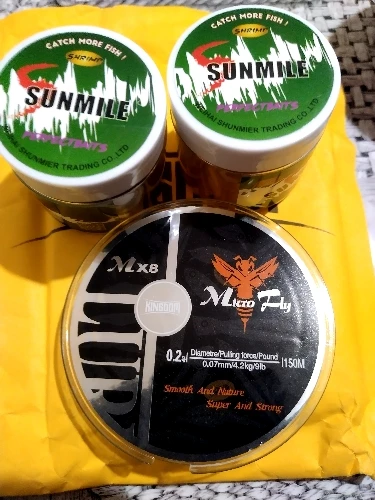 CATCH MORE FISH !
SHRIMP
SUNMILE
PERFECTBAITS
SHUNMIER TRADING CO.,LTD
CATCH MORE FISH !
SHRIMP
SUNMILE
PERFECTBAITS
SHUNMIER TRADING CO.,LTD
Mx8
Micro Fly
KINGDOM
0.2#
Diametre/Pulling force/Pound
0.07mm/4.2kg/9lb
150M
Smooth And Nature
Super And Strong